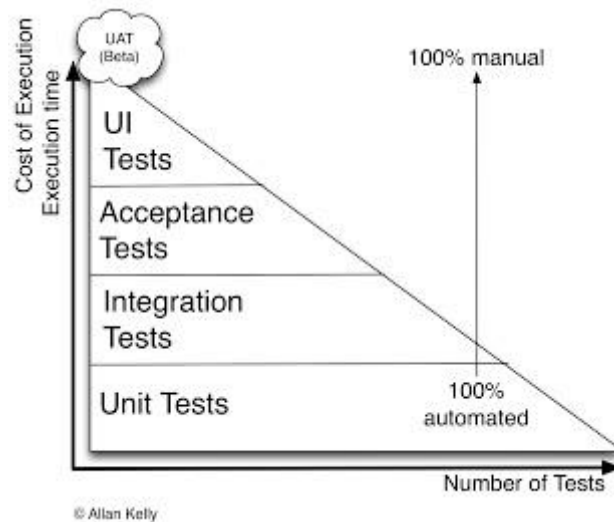 UAT
(Beta)
100% manual
Cost of Execution
Execution time
UI
Tests
Acceptance
Tests
Integration
Tests
Unit Tests
100%
automated
Number of Tests
© Allan Kelly